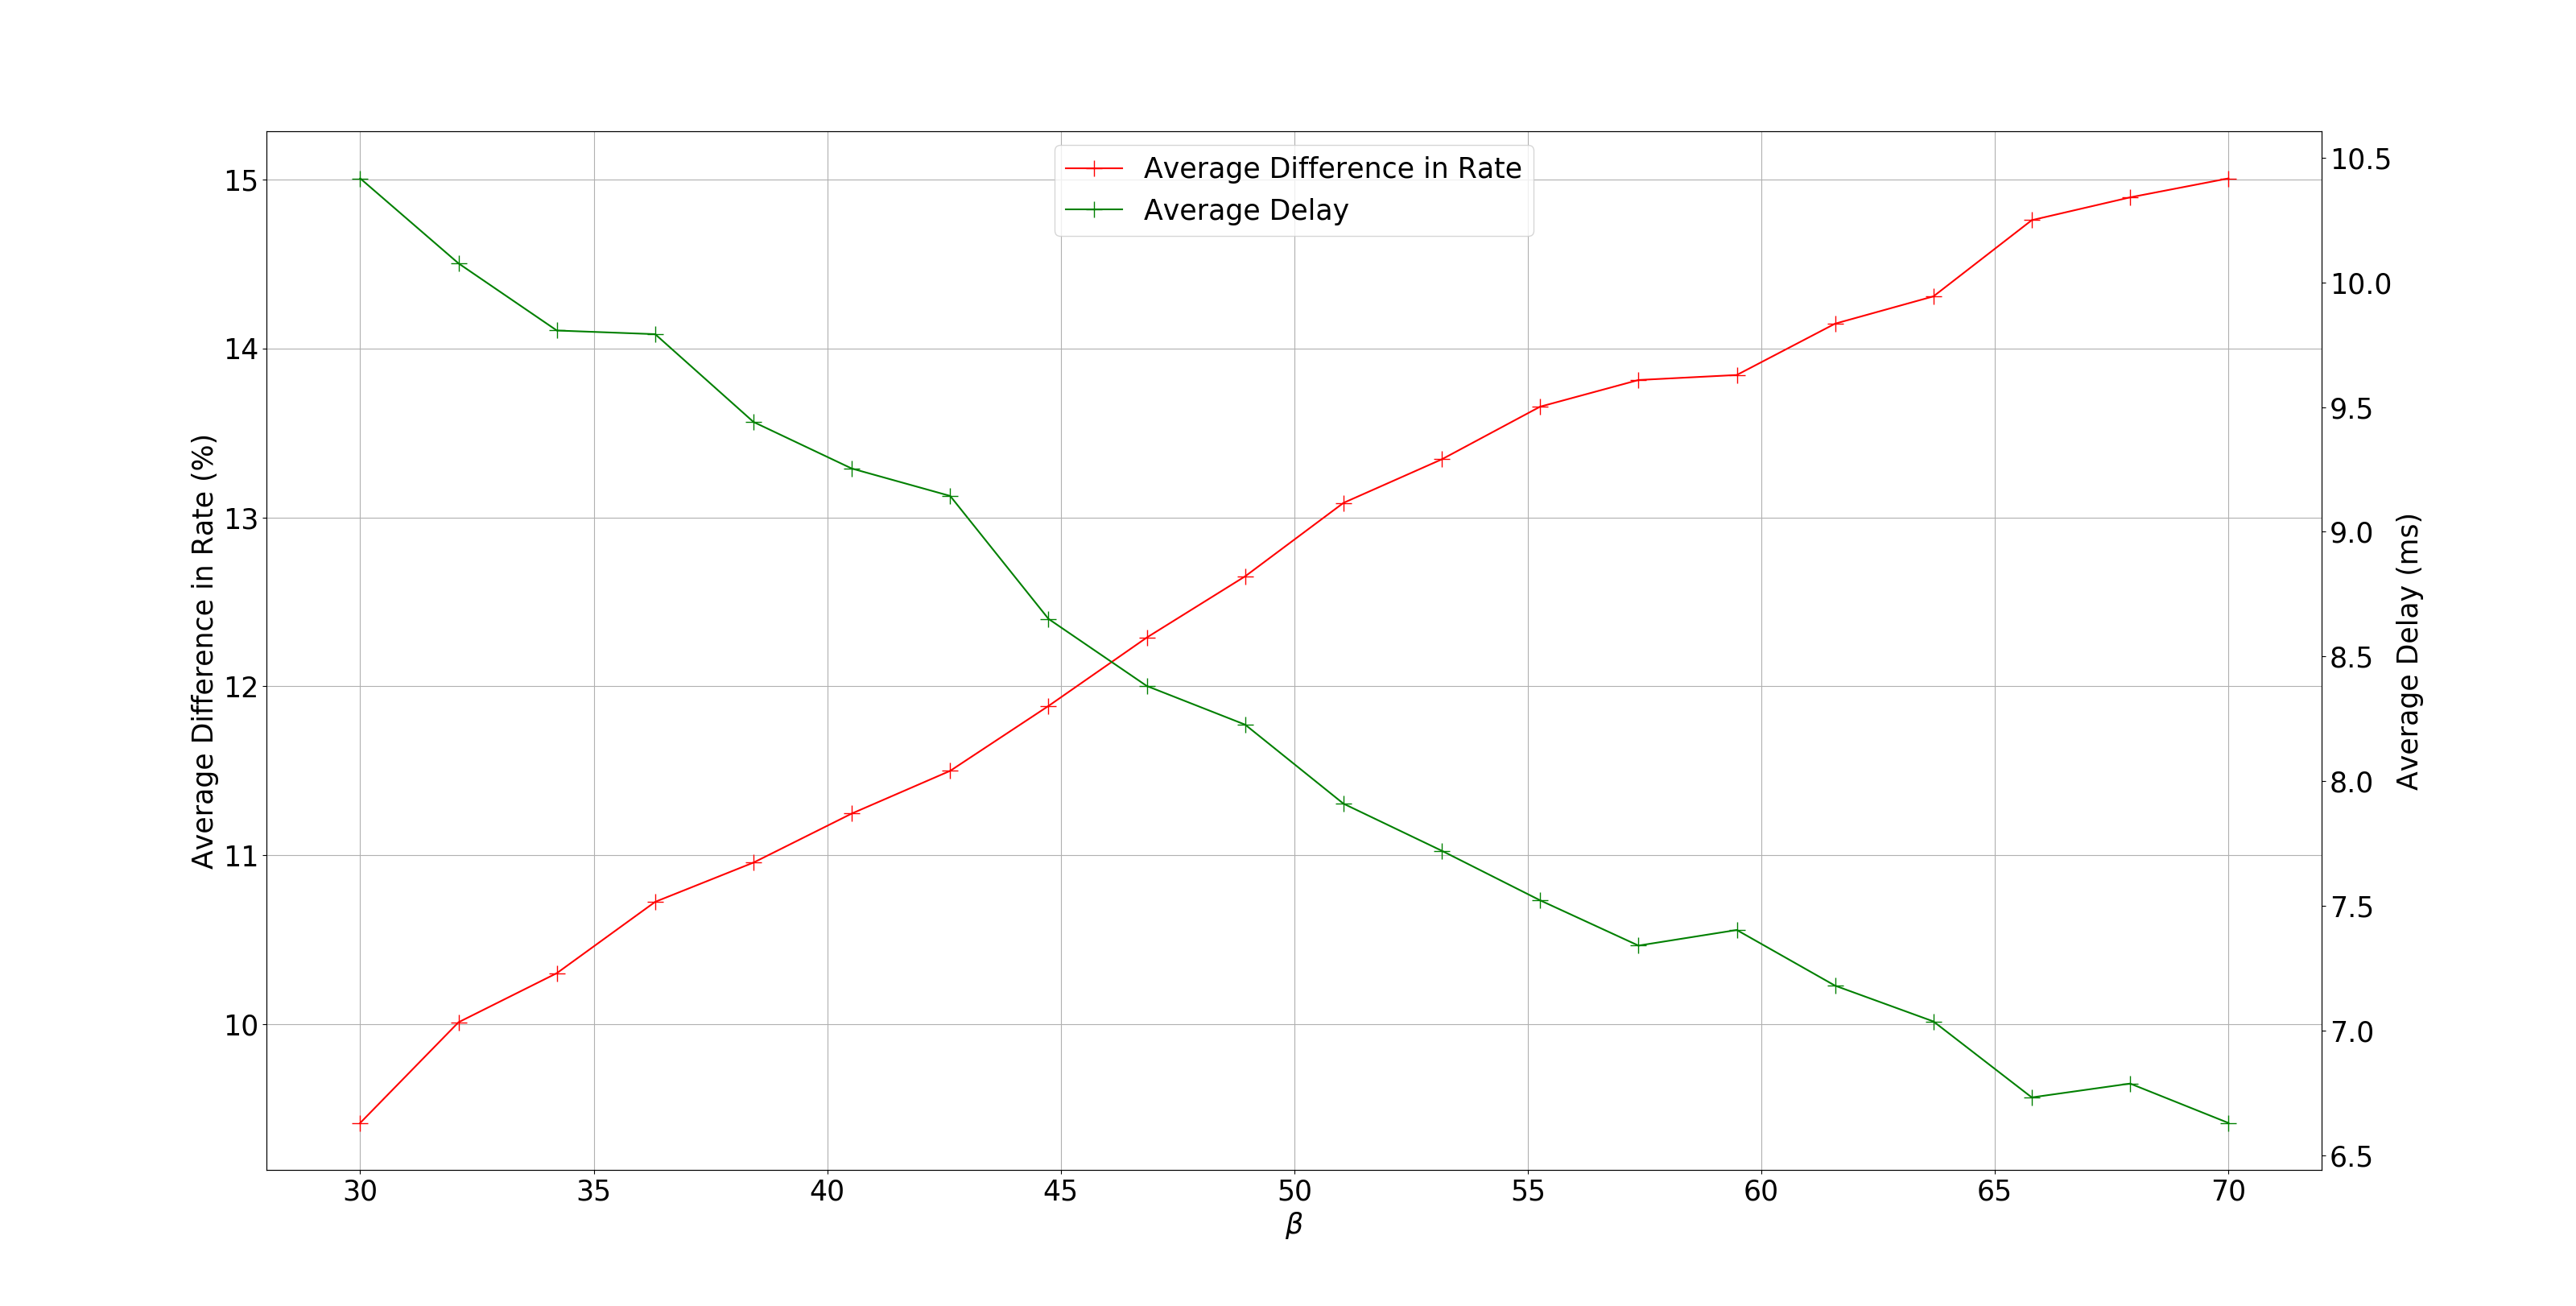 Average Difference in Rate
Average Delay
Average Difference in Rate (%)
15
14
13
12
11
10
10.5
10.0
9.5
9.0
8.5
8.0
7.5
7.0
6.5
Average Delay (ms)
30 35 40 45 50 55 60 65 70
β